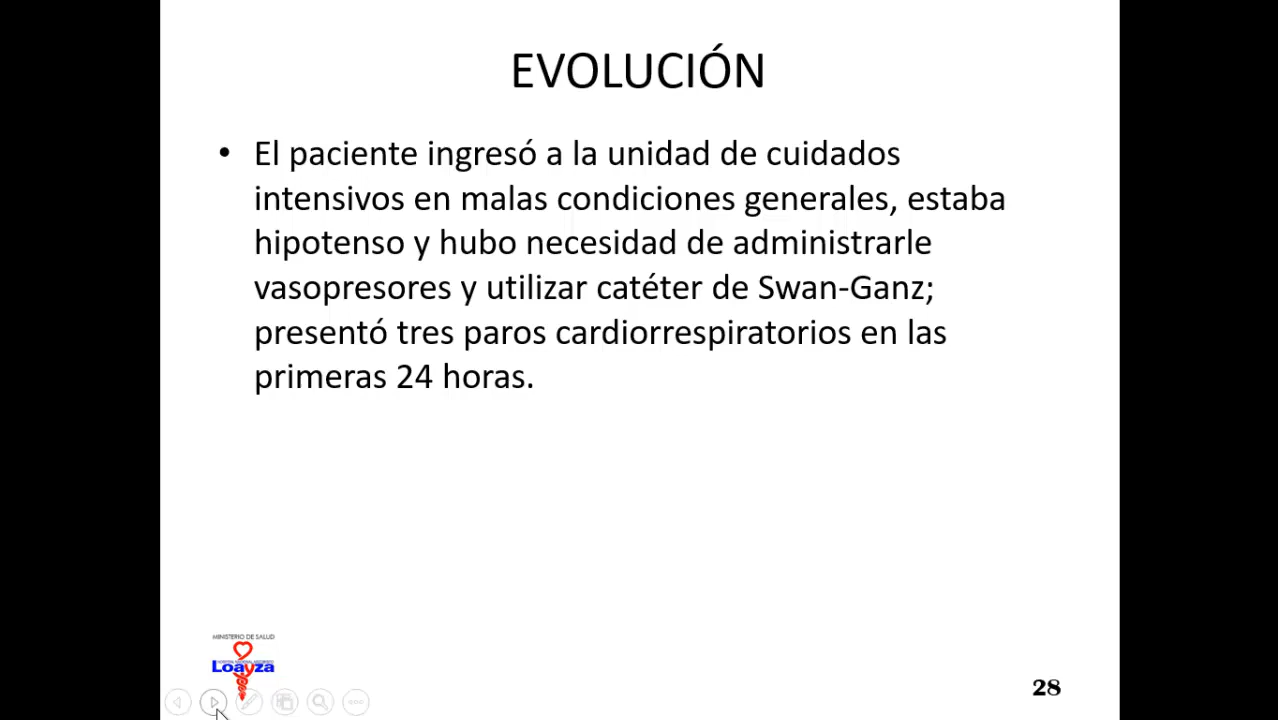 EVOLUCIÓN
• El paciente ingresó a la unidad de cuidados
intensivos en malas condiciones generales, estaba
hipotenso y hubo necesidad de administrarle
vasopresores y utilizar catéter de Swan-Ganz;
presentó tres paros cardiorrespiratorios en las
primeras 24 horas.
MINISTERIO DE SALUD
Loayza
28